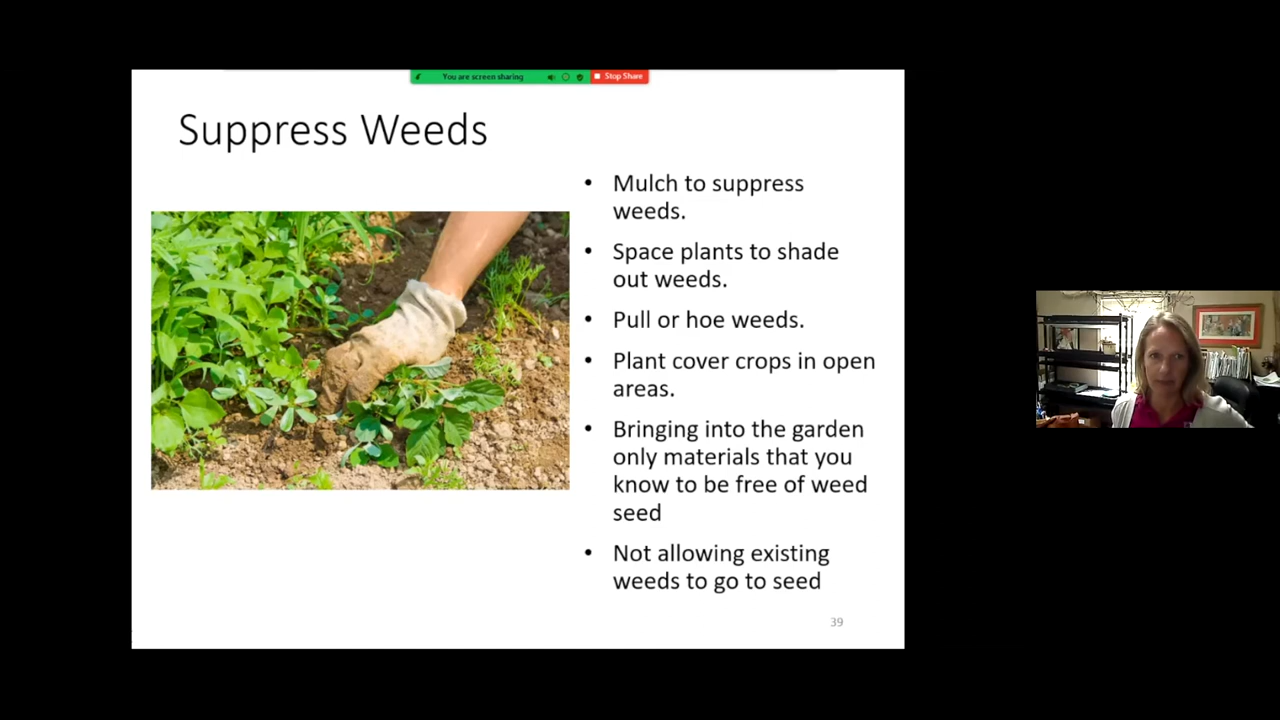 You are screen sharing
Stop Share
Suppress Weeds
• Mulch to suppress
weeds.
• Space plants to shade
out weeds.
• Pull or hoe weeds.
• Plant cover crops in open
areas.
• Bringing into the garden
only materials that you
know to be free of weed
seed
• Not allowing existing
weeds to go to seed
39